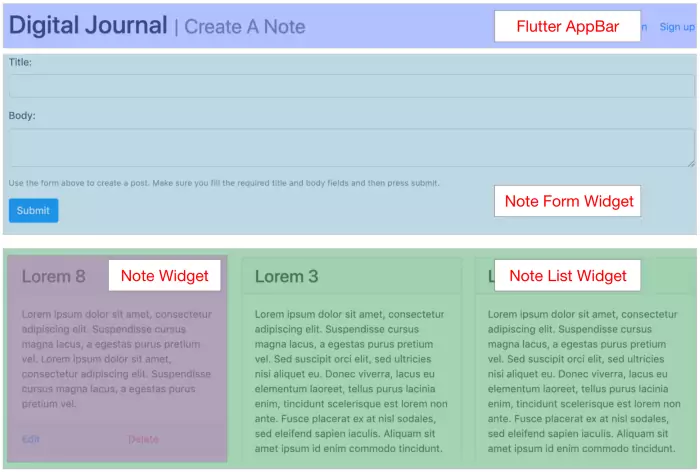 Digital Journal | Create A Note
Flutter AppBar
Sign up
Title:
Body:
Use the form above to create a post. Make sure you fill the required title and body fields and then press submit.
Submit
Note Form Widget
Lorem 8
Note Widget
Lorem ipsum dolor sit amet, consectetur
adipiscing elit. Suspendisse cursus
magna lacus, a egestas purus tempus
vel. Lorem ipsum dolor sit amet,
consectetur adipiscing elit. Suspendisse
cursus magna lacus, a egestas purus
pretium vel.
Edit
Delete
Lorem 3
Lorem ipsum dolor sit amet, consectetur
adipiscing elit. Suspendisse cursus
magna lacus, a egestas purus tempus
vel. Sed suscipit orci elit, sed ultricies
nisi aliquet eu. Donec viverra, lacus eu
elementum laoreet, tellus purus lacinia
enim, tincidunt congue tortor ante non
ante. Fusce placerat ex at nisl sodales,
sed eleifend sapien iaculis. Aliquam sit
amet ipsum id enim commodo tincidunt.
Note List Widget
Lorem ipsum dolor sit amet, consectetur
adipiscing elit. Suspendisse cursus
magna lacus, a egestas purus tempus
vel. Sed suscipit orci elit, sed ultricies
nisi aliquet eu. Donec viverra, lacus eu
elementum laoreet, tellus purus lacinia
enim, tincidunt congue tortor ante non
ante. Fusce placerat ex at nisl sodales,
sed eleifend sapien iaculis. Aliquam sit
amet ipsum id enim commodo tincidunt.